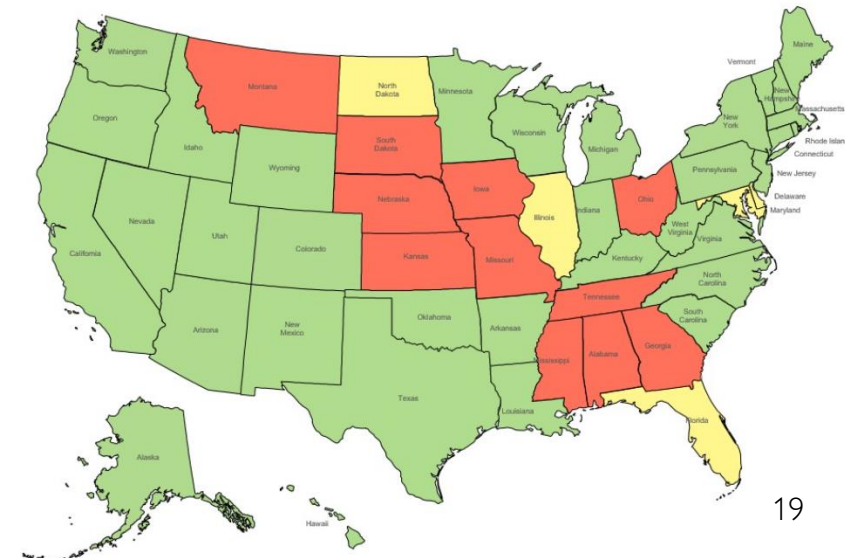 Washington
Montana
North
Dakota
Minnesota
Maine
Vermont
New
Hampshire
Massachusetts
Oregon
Idaho
South
Dakota
Wisconsin
Michigan
New
York
Rhode Islan
Connecticut
Wyoming
Iowa
Pennsylvania
New Jersey
Nebraska
Ohio
Delaware
Maryland
Nevada
Utah
Illinois
Indiana
West
Virginia
Virginia
California
Colorado
Kansas
Missouri
Kentucky
North
Carolina
Tennessee
Arizona
New
Mexico
Oklahoma
Arkansas
South
Carolina
Alabama
Georgia
Texas
Louisiana
Florida
Alaska
Hawaii
19